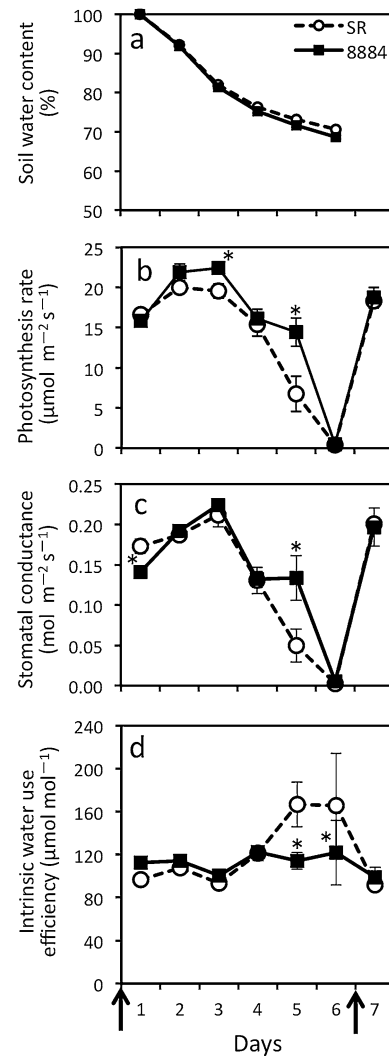 a
SR
8884
Soil water content
(%)
100
90
80
70
60
50
b
Photosynthesis rate
(µmol m−2 s−1)
25
20
15
10
5
0
*
*
c
Stomatal conductance
(mol m−2 s−1)
0.25
0.20
0.15
0.10
0.05
0.00
*
*
d
Intrinsic water use
efficiency (µmol mol−1)
240
200
160
120
80
40
0
*
*
1 2 3 4 5 6 7
Days